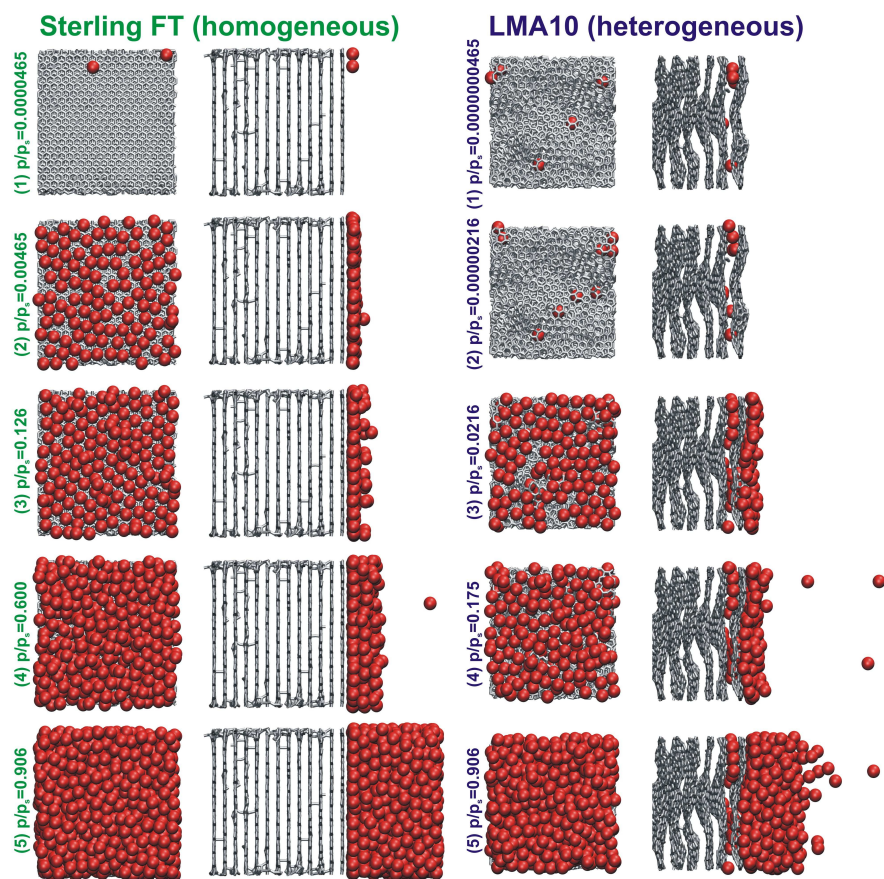 Sterling FT (homogeneous)
LMA10 (heterogeneous)
(1) p/pₛ=0.0000465
(1) p/pₛ=0.0000000465
(2) p/pₛ=0.00465
(2) p/pₛ=0.00000216
(3) p/pₛ=0.126
(3) p/pₛ=0.0216
(4) p/pₛ=0.600
(4) p/pₛ=0.175
(5) p/pₛ=0.906
(5) p/pₛ=0.906